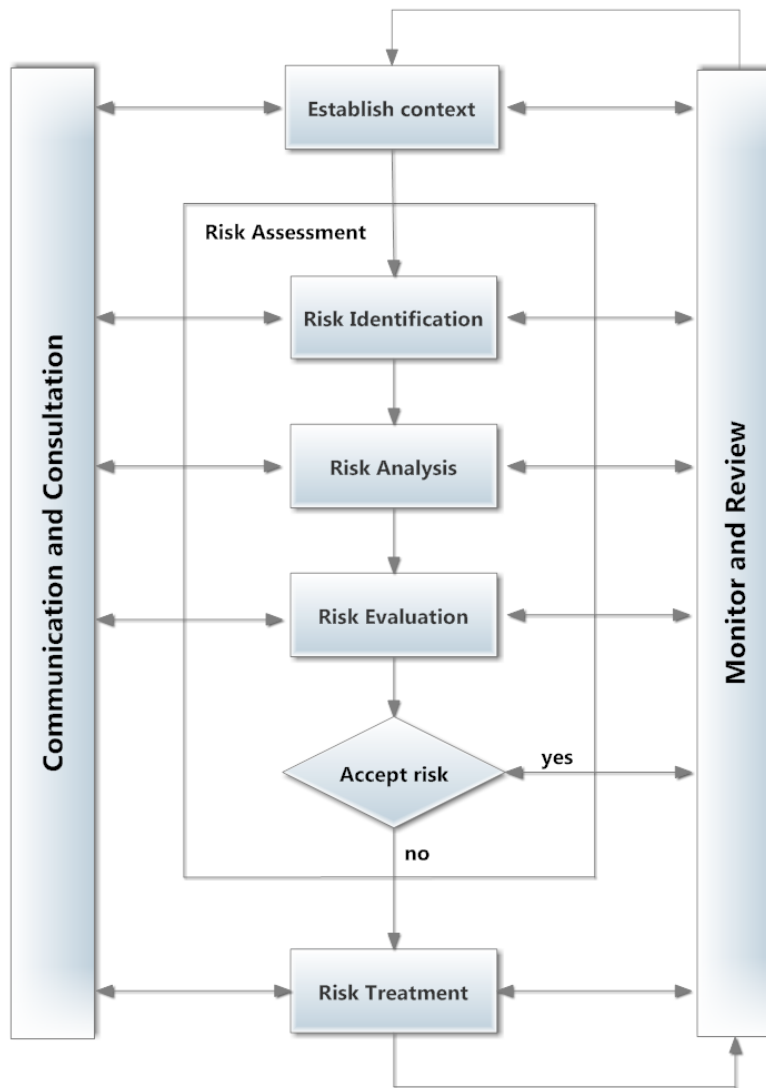 Establish context
Risk Assessment
Risk Identification
Risk Analysis
Risk Evaluation
Accept risk
yes
no
Risk Treatment
Communication and Consultation
Monitor and Review